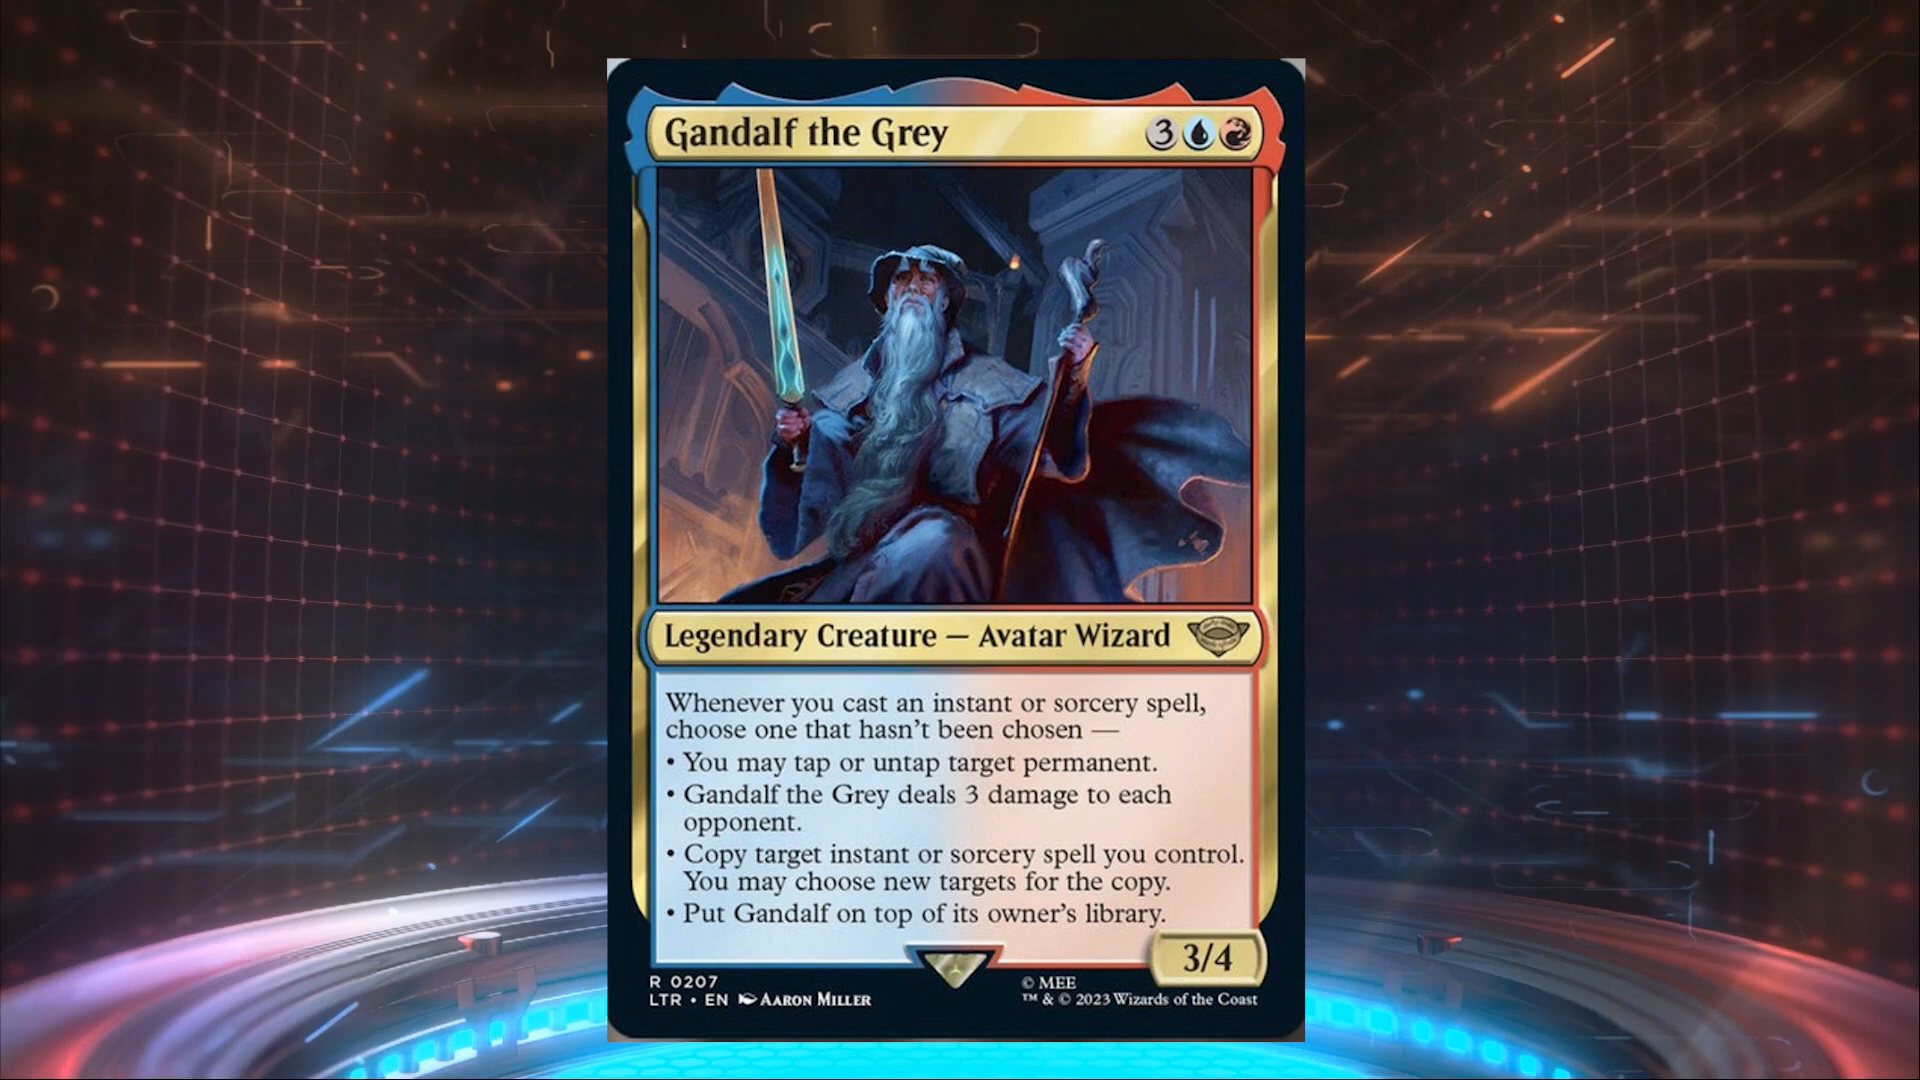 Gandalf the Grey 3
Legendary Creature — Avatar Wizard
Whenever you cast an instant or sorcery spell,
choose one that hasn't been chosen —
• You may tap or untap target permanent.
• Gandalf the Grey deals 3 damage to each
opponent.
• Copy target instant or sorcery spell you control.
You may choose new targets for the copy.
• Put Gandalf on top of its owner's library.
3/4
R 0207
LTR • EN AARON MILLER
© MEE
™ & © 2023 Wizards of the Coast